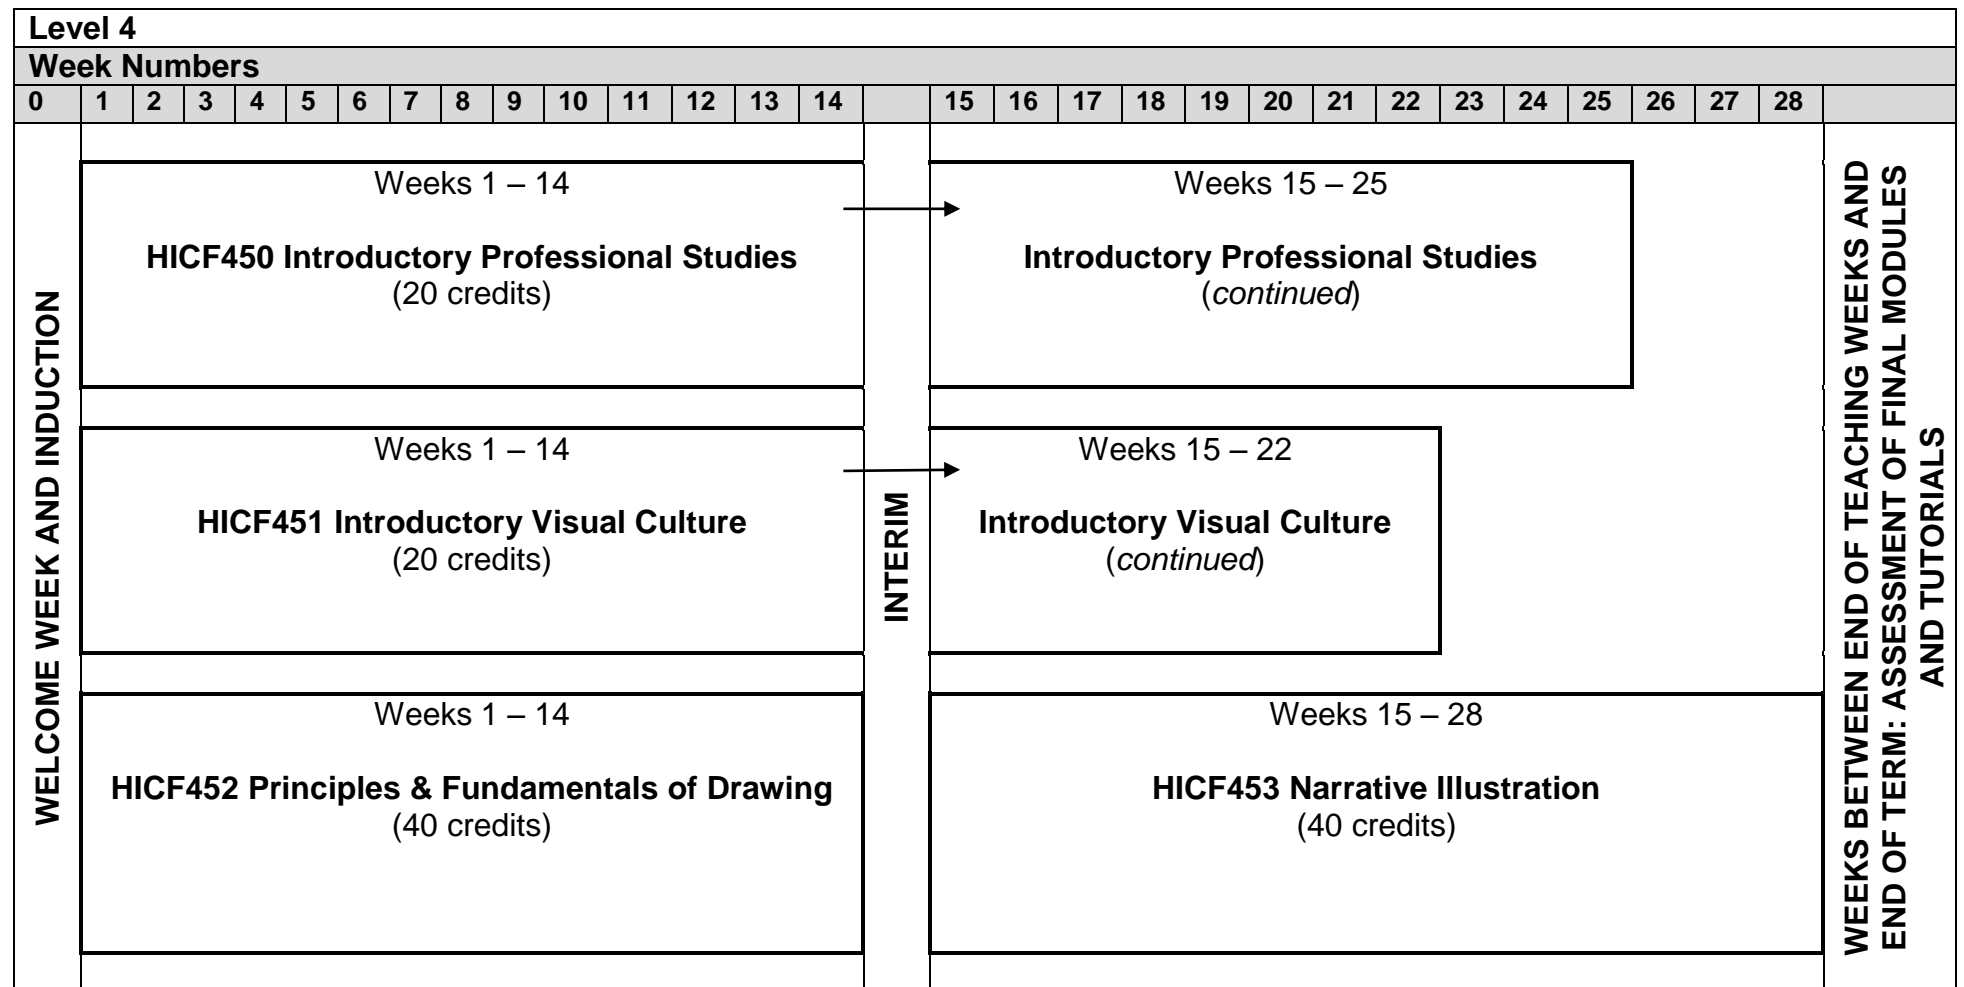 Level 4
Week Numbers
0 1 2 3 4 5 6 7 8 9 10 11 12 13 14 15 16 17 18 19 20 21 22 23 24 25 26 27 28
WELCOME WEEK AND INDUCTION
Weeks 1 – 14
HICF450 Introductory Professional Studies
(20 credits)
Weeks 15 – 25
Introductory Professional Studies
(continued)
Weeks 1 – 14
HICF451 Introductory Visual Culture
(20 credits)
INTERIM
Weeks 15 – 22
Introductory Visual Culture
(continued)
Weeks 1 – 14
HICF452 Principles & Fundamentals of Drawing
(40 credits)
Weeks 15 – 28
HICF453 Narrative Illustration
(40 credits)
WEEKS BETWEEN END OF TEACHING WEEKS AND
END OF TERM: ASSESSMENT OF FINAL MODULES
AND TUTORIALS